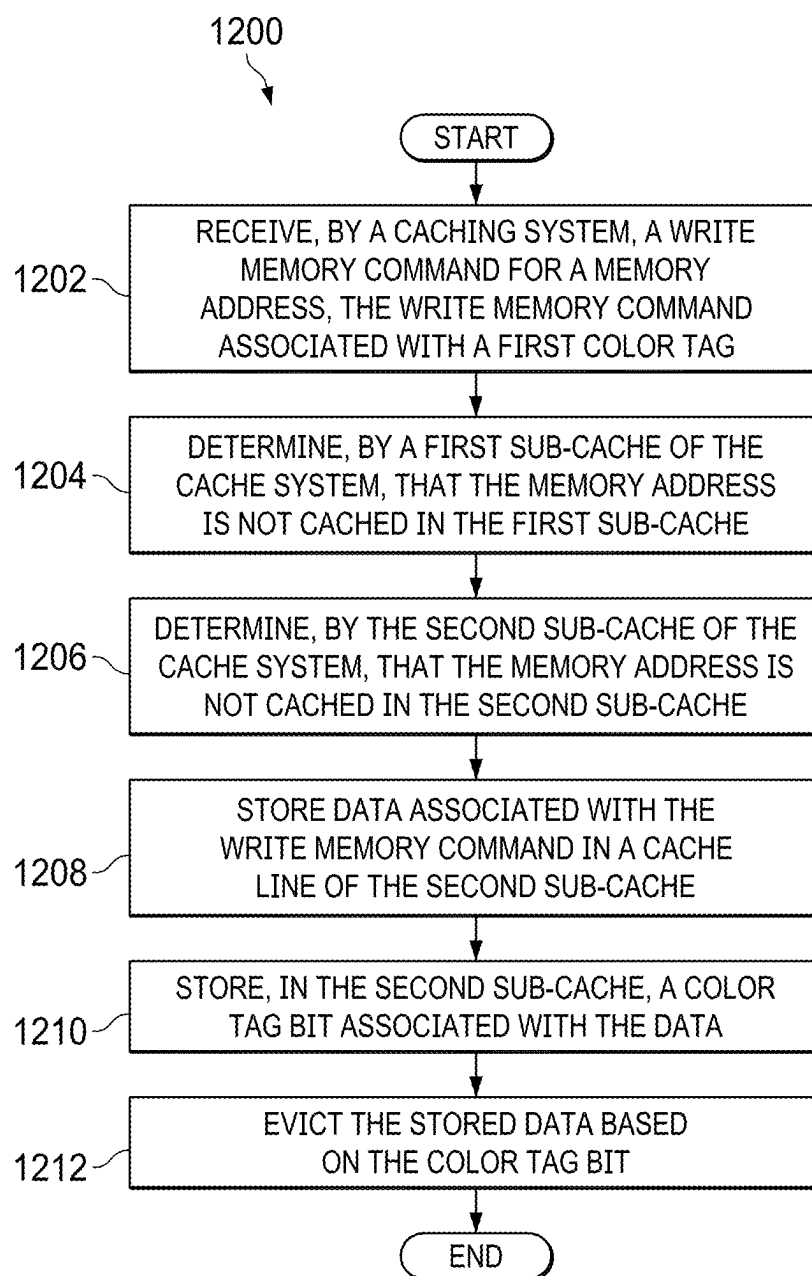 1200
START
1202
RECEIVE, BY A CACHING SYSTEM, A WRITE
MEMORY COMMAND FOR A MEMORY
ADDRESS, THE WRITE MEMORY COMMAND
ASSOCIATED WITH A FIRST COLOR TAG
1204
DETERMINE, BY A FIRST SUB-CACHE OF THE
CACHE SYSTEM, THAT THE MEMORY ADDRESS
IS NOT CACHED IN THE FIRST SUB-CACHE
1206
DETERMINE, BY THE SECOND SUB-CACHE OF THE
CACHE SYSTEM, THAT THE MEMORY ADDRESS IS
NOT CACHED IN THE SECOND SUB-CACHE
1208
STORE DATA ASSOCIATED WITH THE
WRITE MEMORY COMMAND IN A CACHE
LINE OF THE SECOND SUB-CACHE
1210
STORE, IN THE SECOND SUB-CACHE, A COLOR
TAG BIT ASSOCIATED WITH THE DATA
1212
EVICT THE STORED DATA BASED
ON THE COLOR TAG BIT
END